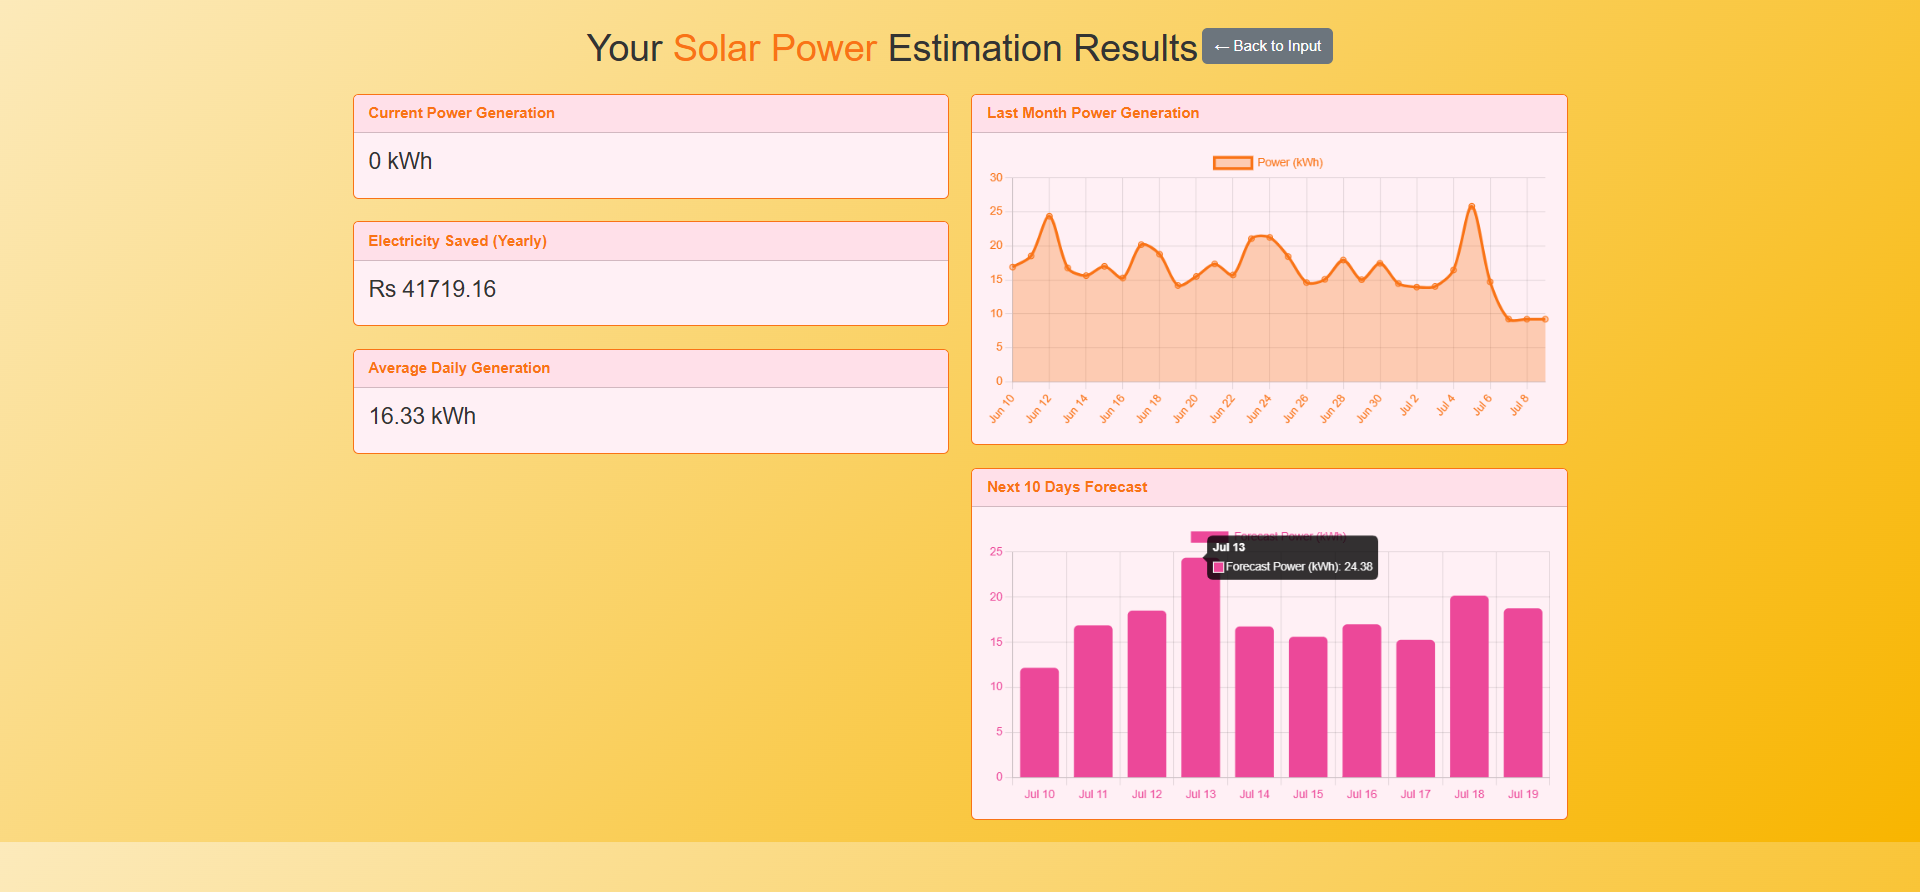 Your Solar Power Estimation Results
← Back to Input
Current Power Generation
0 kWh
Electricity Saved (Yearly)
Rs 41719.16
Average Daily Generation
16.33 kWh
Last Month Power Generation
Power (kWh)
30
25
20
15
10
5
0
Jun 10 Jun 12 Jun 14 Jun 16 Jun 18 Jun 20 Jun 22 Jun 24 Jun 26 Jun 28 Jun 30 Jul 2 Jul 4 Jul 6 Jul 8
Next 10 Days Forecast
Forecast Power (kWh)
Jul 13
Forecast Power (kWh): 24.38
25
20
15
10
5
0
Jul 10 Jul 11 Jul 12 Jul 13 Jul 14 Jul 15 Jul 16 Jul 17 Jul 18 Jul 19